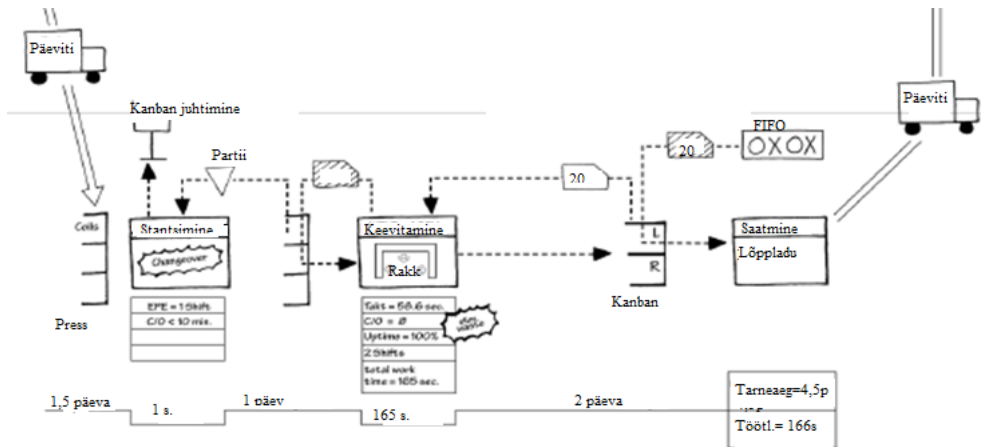 Päeviti
Päeviti
Kanban juhtimine
FIFO
OXOX
Partii
20
20
Coils
Stantsimine
Keevitamine
L
Saatmine
Changeover
Rakk
R
Lõppladu
EPE = 1 Shift
C/O < 10 min.
Kanban
Press
Takt = 58.6 sec.
C/O = Ø
Uptime = 100%
2 Shifts
total work
time = 165 sec.
1,5 päeva
1 s.
1 päev
165 s.
2 päeva
Tarneaeg=4,5p
Töötl.= 166s